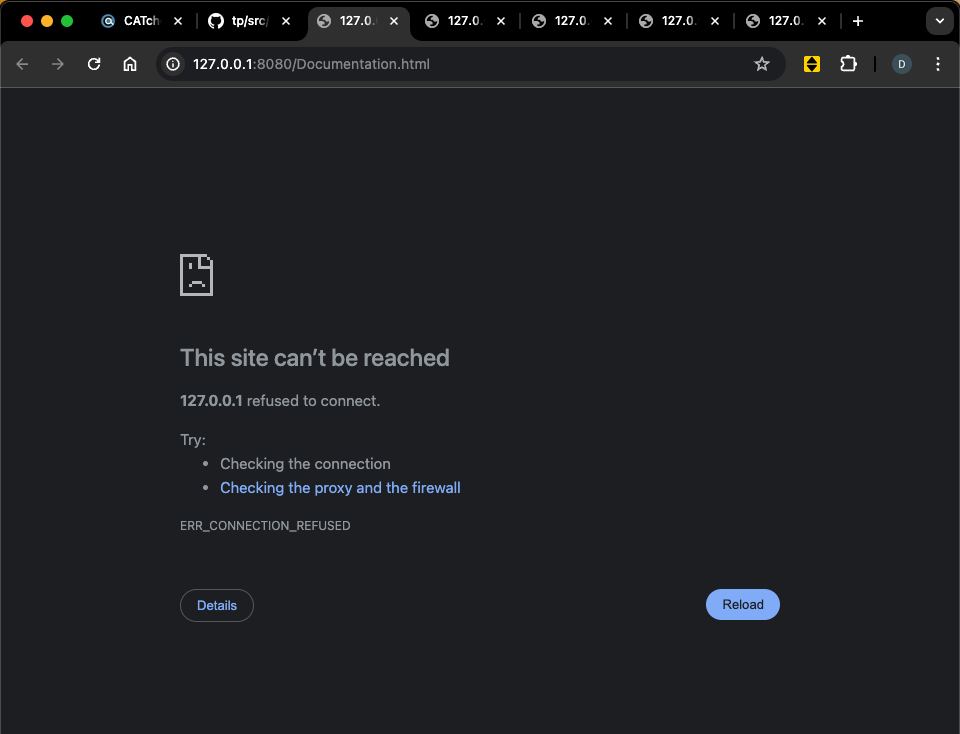 CATch
tp/src/
127.0.
127.0.
127.0.
127.0.
127.0.
127.0.0.1:8080/Documentation.html
D
This site can’t be reached
127.0.0.1 refused to connect.
Try:
• Checking the connection
• Checking the proxy and the firewall
ERR_CONNECTION_REFUSED
Details
Reload